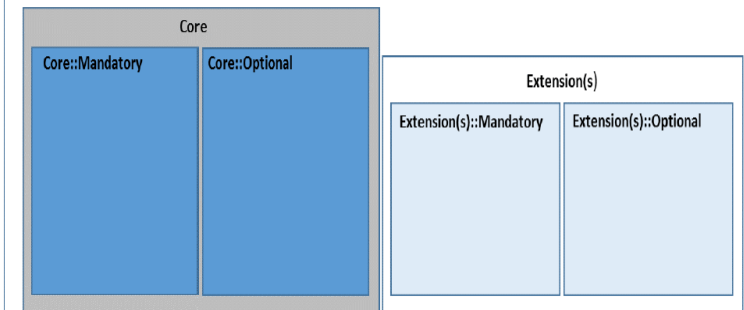 Core
Core::Mandatory
Core::Optional
Extension(s)
Extension(s)::Mandatory
Extension(s)::Optional